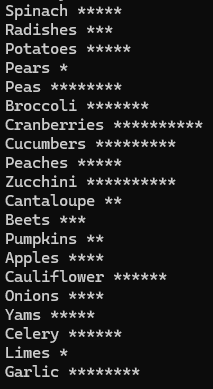 Spinach *****
Radishes ***
Potatoes *****
Pears *
Peas ********
Broccoli *******
Cranberries **********
Cucumbers *********
Peaches *****
Zucchini **********
Cantaloupe **
Beets ***
Pumpkins **
Apples ****
Cauliflower ******
Onions ****
Yams *****
Celery ******
Limes *
Garlic ********